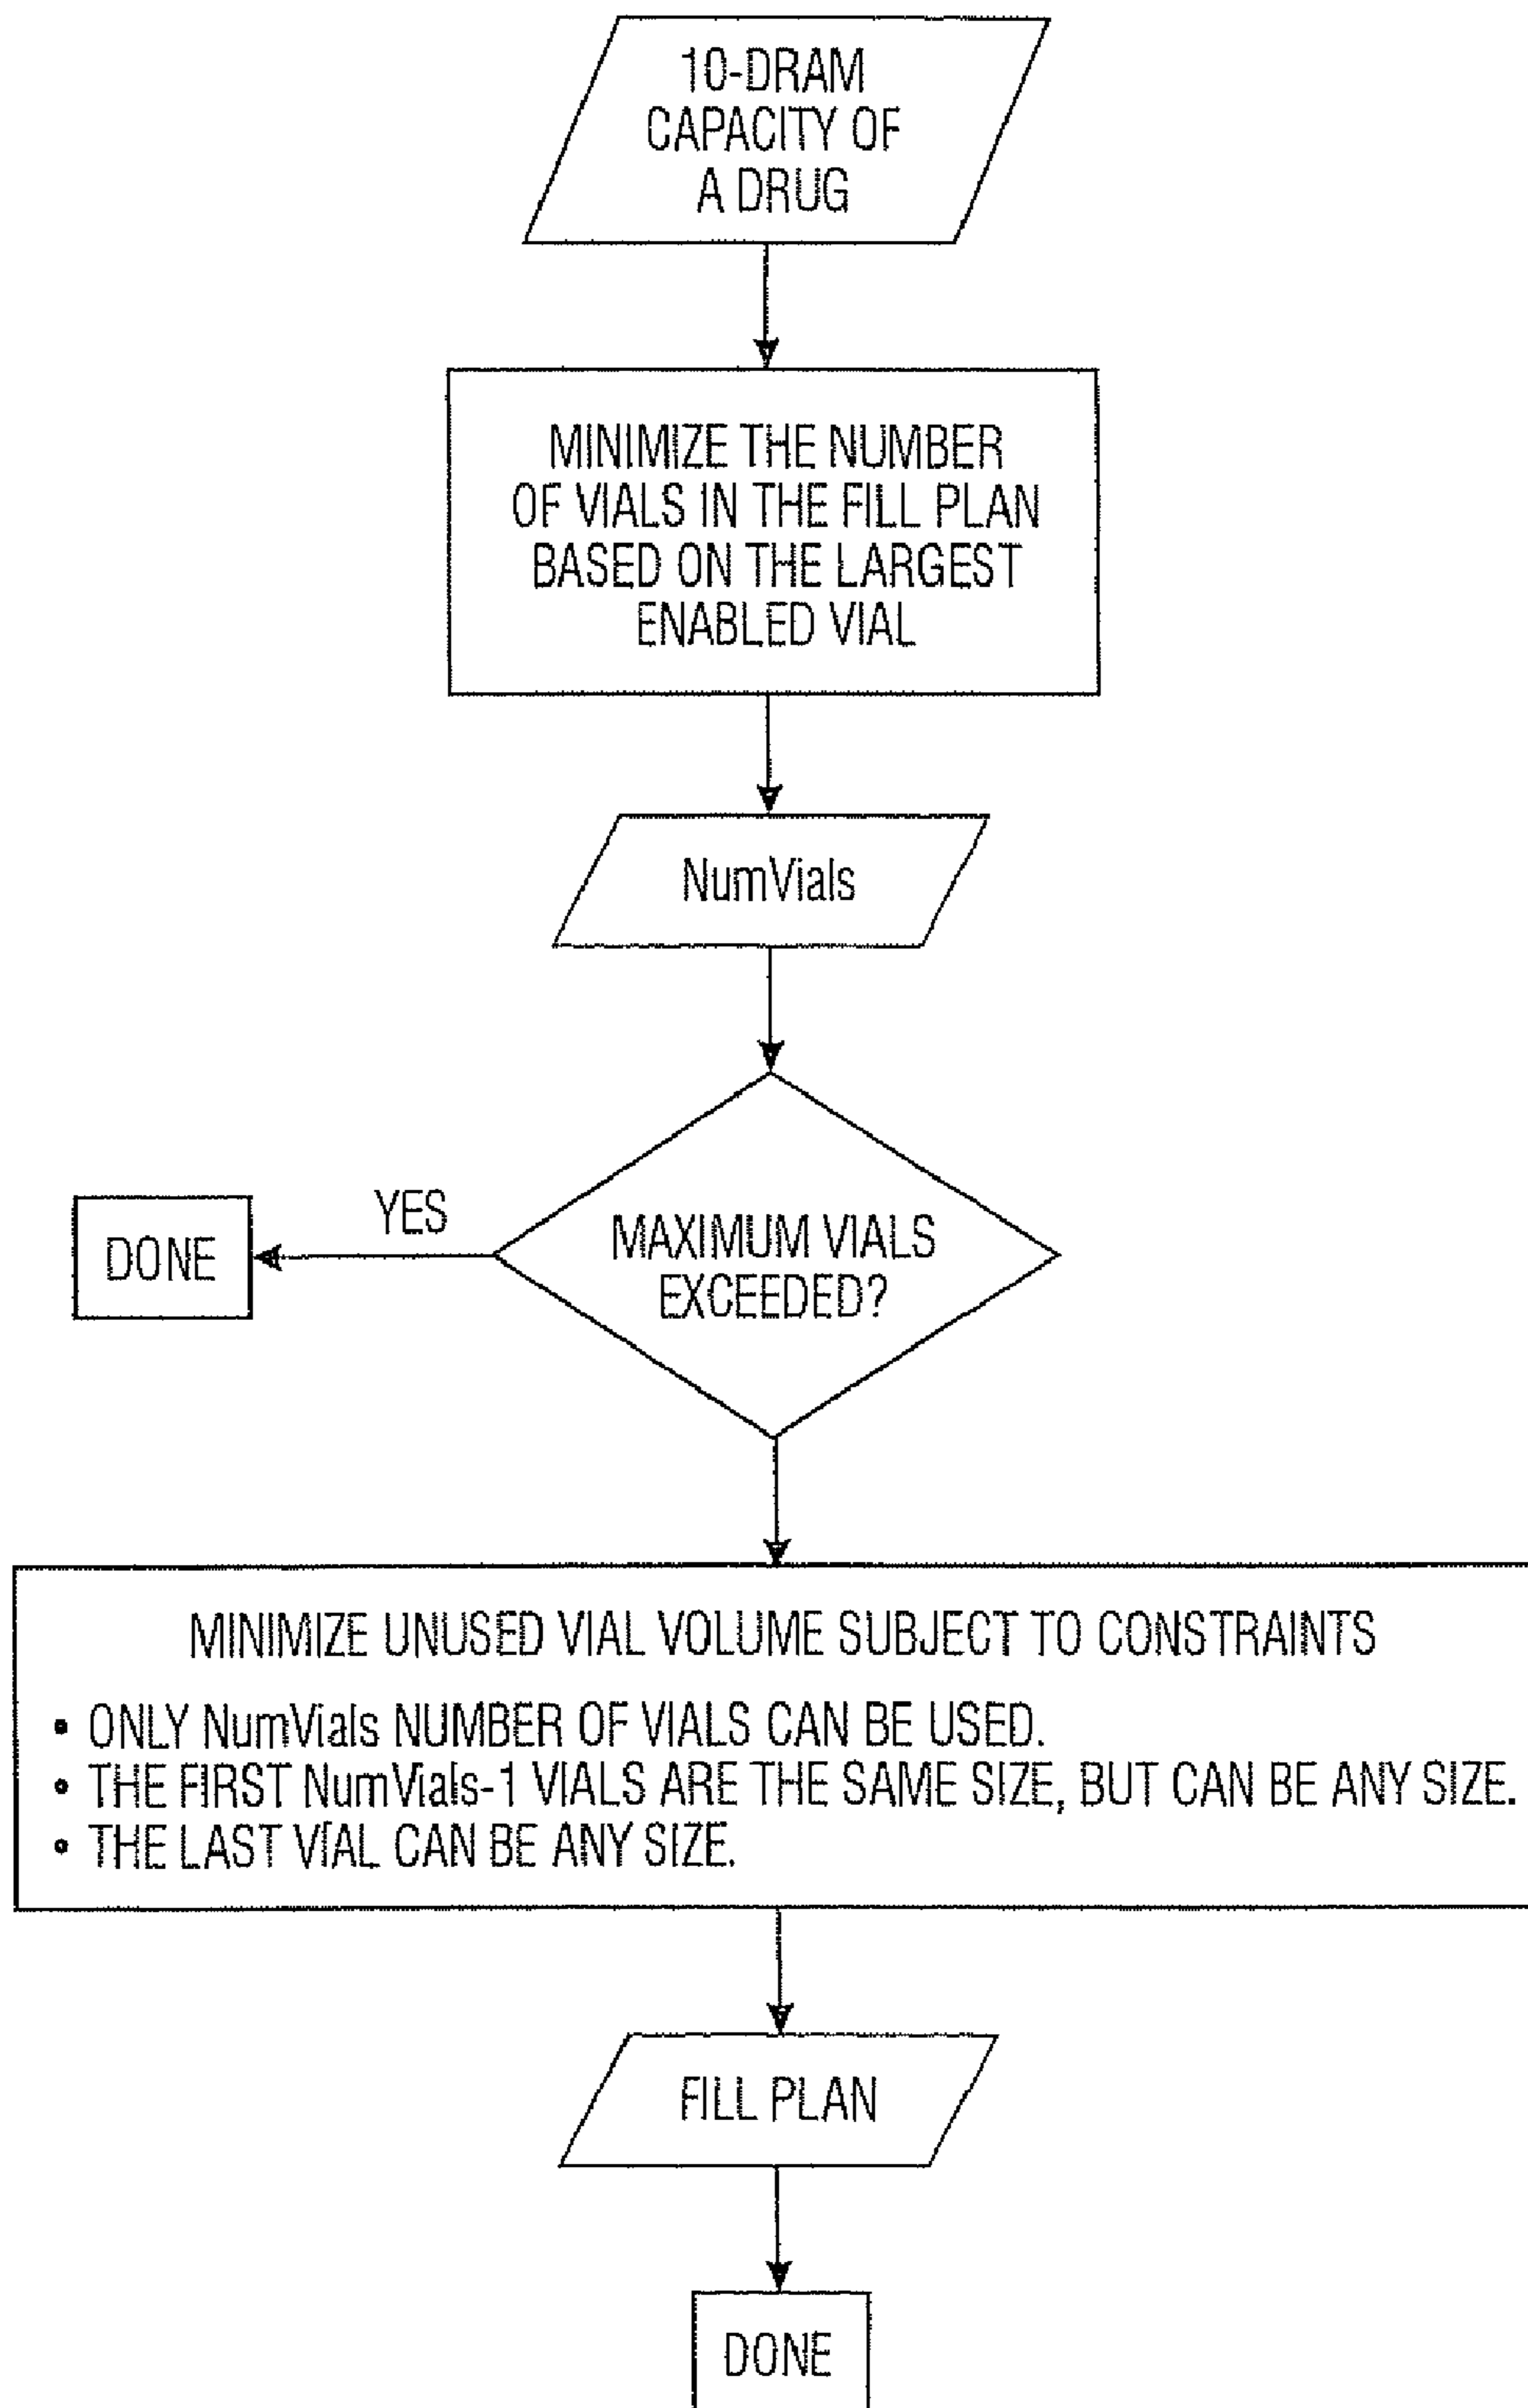 10-DRAM
CAPACITY OF
A DRUG
MINIMIZE THE NUMBER
OF VIALS IN THE FILL PLAN
BASED ON THE LARGEST
ENABLED VIAL
NumVials
MAXIMUM VIALS
EXCEEDED?
YES
DONE
MINIMIZE UNUSED VIAL VOLUME SUBJECT TO CONSTRAINTS
• ONLY NumVials NUMBER OF VIALS CAN BE USED.
• THE FIRST NumVials-1 VIALS ARE THE SAME SIZE, BUT CAN BE ANY SIZE.
• THE LAST VIAL CAN BE ANY SIZE.
FILL PLAN
DONE